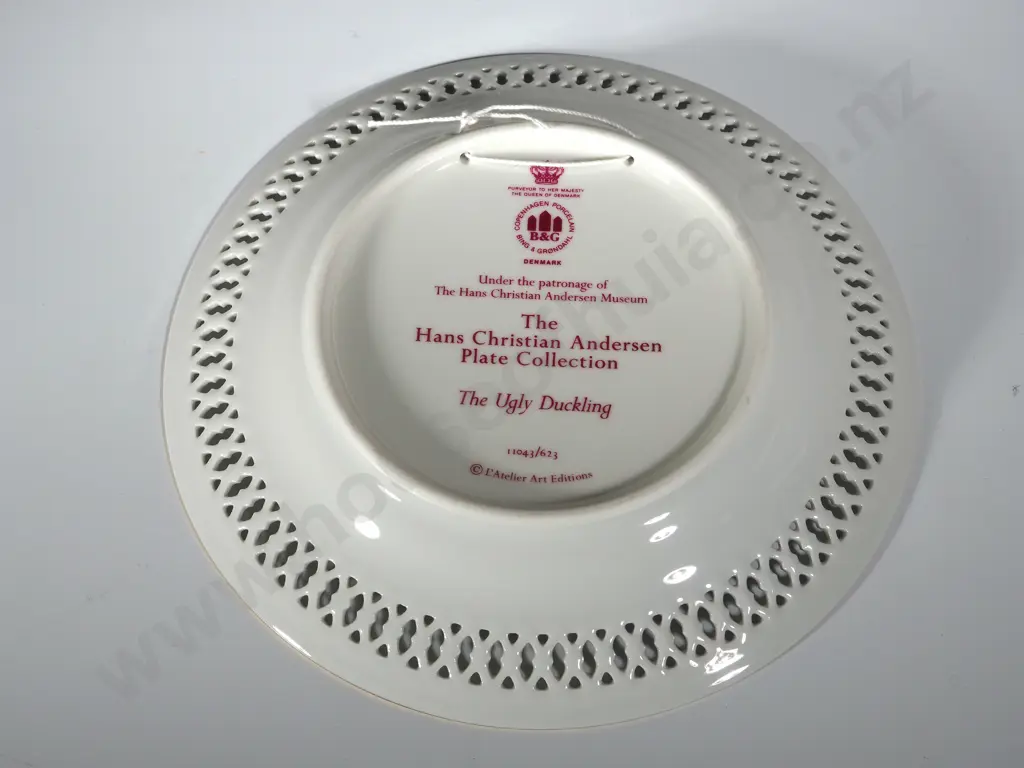 PURVEYOR TO HER MAJESTY
THE QUEEN OF DENMARK
COPENHAGEN PORCELAIN
B&G
BING & GRØNDAHL
DENMARK
Under the patronage of
The Hans Christian Andersen Museum
The
Hans Christian Andersen
Plate Collection
The Ugly Duckling
11043/623
© L'Atelier Art Editions